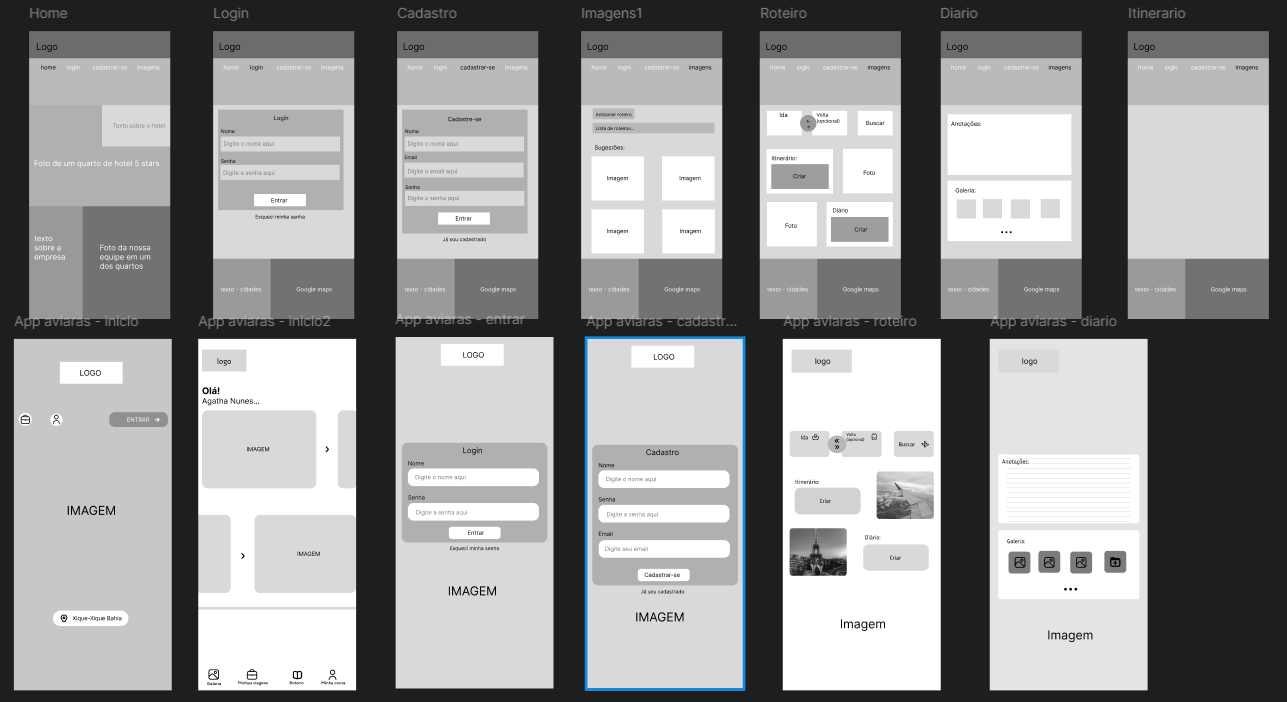 Home
Login
Cadastro
Imagens1
Roteiro
Diario
Itinerario
Logo
home login cadastrar-se imagens
Texto sobre o hotel
Foto de um quarto de hotel 5 stars
texto
sobre a
empresa
Foto da nossa
equipe em um
dos quartos
Logo
home login cadastrar-se imagens
Login
Nome
Digite o nome aqui
Senha
Digite a senha aqui
Entrar
Esqueci minha senha
texto - cidades
Google maps
Logo
home login cadastrar-se imagens
Cadastre-se
Nome
Digite o nome aqui
Email
Digite o email aqui
Senha
Digite a senha aqui
Entrar
Já sou cadastrado
texto - cidades
Google maps
Logo
home login cadastrar-se imagens
Adicionar roteiro
Lista de roteiros...
Sugestões:
Imagem
Imagem
Imagem
Imagem
texto - cidades
Google maps
Logo
home login cadastrar-se imagens
Ida
Volta
(opcional)
Buscar
Itinerário:
Criar
Foto
Foto
Diário
Criar
texto - cidades
Google maps
Logo
home login cadastrar-se imagens
Anotações:
Galeria:
texto - cidades
Google maps
Logo
home login cadastrar-se imagens
texto - cidades
Google maps
App aviaras - inicio
App aviaras - inicio2
App aviaras - entrar
App aviaras - cadastr...
App aviaras - roteiro
App aviaras - diario
LOGO
ENTRAR
IMAGEM
Xique-Xique Bahia
logo
Olá!
Agatha Nunes...
IMAGEM
IMAGEM
Galeria
Minhas viagens
Roteiro
Minha conta
LOGO
Login
Nome
Digite o nome aqui
Senha
Digite a senha aqui
Entrar
Esqueci minha senha
IMAGEM
LOGO
Cadastro
Nome
Digite o nome aqui
Senha
Digite a senha aqui
Email
Digite seu email
Cadastrar-se
Já sou cadastrado
IMAGEM
logo
Ida
Volta
(opcional)
Buscar
Itinerário:
Criar
Diário:
Criar
Imagem
logo
Anotações:
Galeria:
Imagem